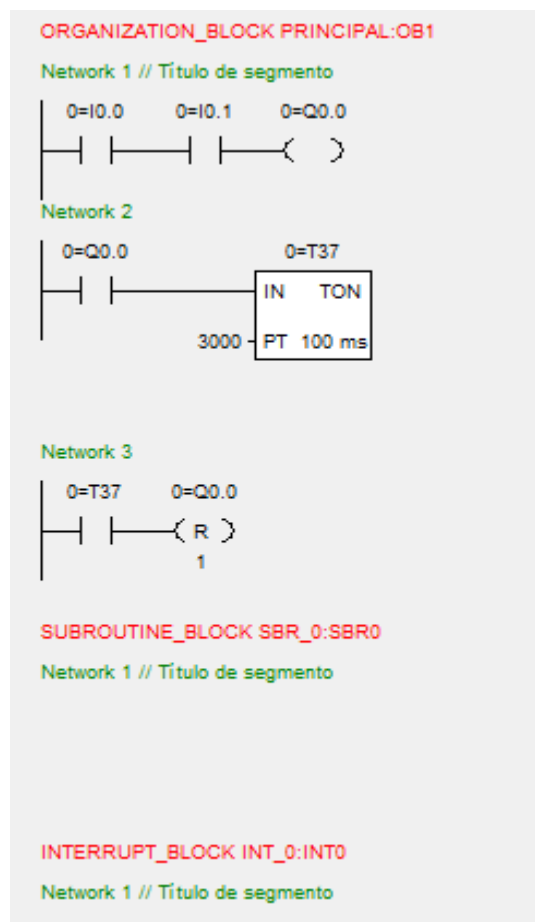 ORGANIZATION_BLOCK PRINCIPAL:OB1
Network 1 // Título de segmento
0=I0.0 0=I0.1 0=Q0.0
Network 2
0=Q0.0 0=T37
IN TON
3000 PT 100 ms
Network 3
0=T37 0=Q0.0
R
1
SUBROUTINE_BLOCK SBR_0:SBR0
Network 1 // Título de segmento
INTERRUPT_BLOCK INT_0:INT0
Network 1 // Título de segmento